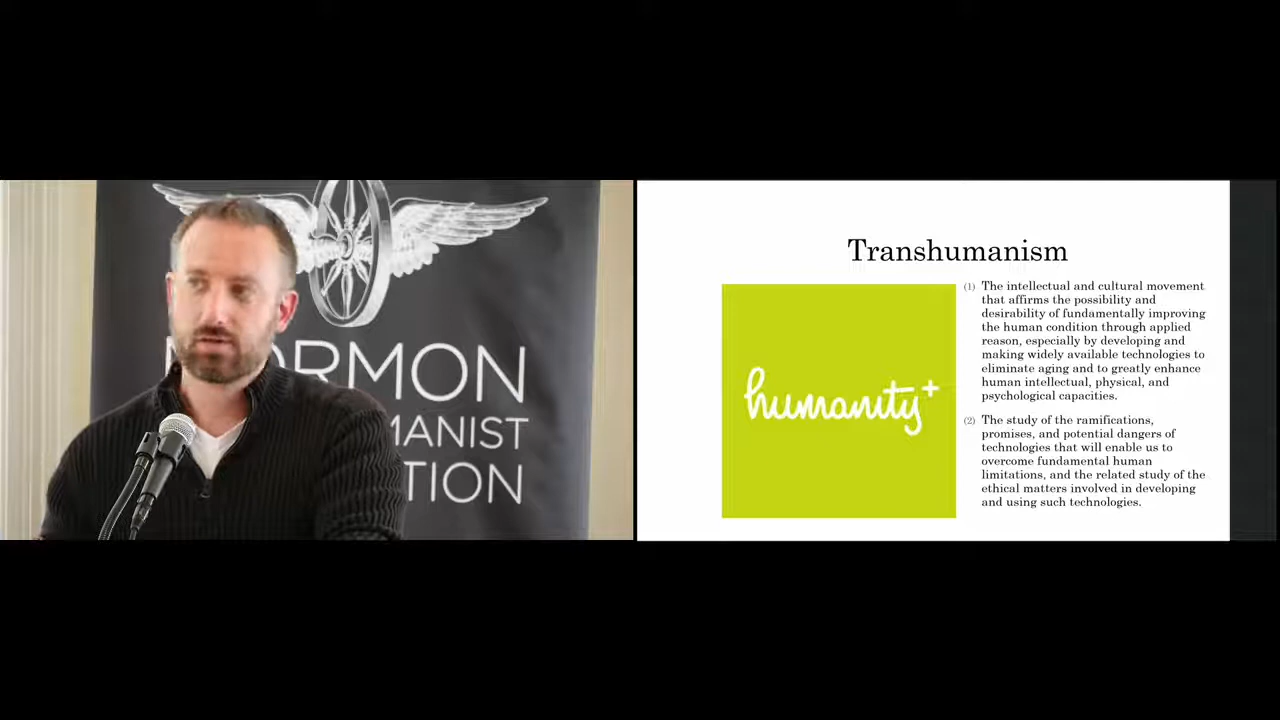 ORMON
MANIST
TION
Transhumanism
humanity+
(1) The intellectual and cultural movement
that affirms the possibility and
desirability of fundamentally improving
the human condition through applied
reason, especially by developing and
making widely available technologies to
eliminate aging and to greatly enhance
human intellectual, physical, and
psychological capacities.
(2) The study of the ramifications,
promises, and potential dangers of
technologies that will enable us to
overcome fundamental human
limitations, and the related study of the
ethical matters involved in developing
and using such technologies.